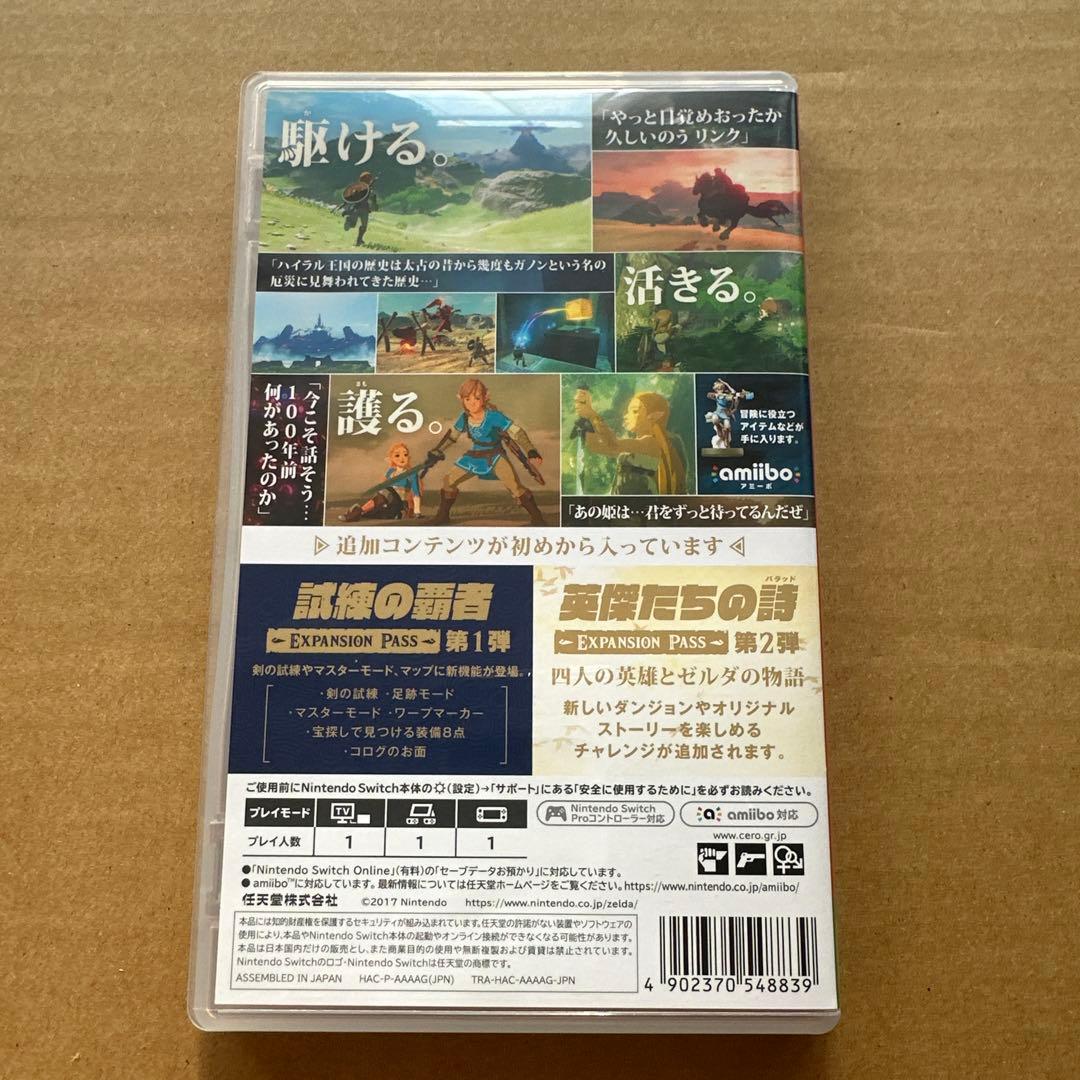 か
駆ける。
「やっと目覚めおったか
久しいのう リンク」
「ハイラル王国の歴史は太古の昔から幾度もガノンという名の
厄災に見舞われてきた歴史…」
活きる。
「今こそ話そう…
100年前
何があったのか」
まも
護る。
冒険に役立つ
アイテムなどが
手に入ります。
amiibo
アミーボ
「あの姫は…君をずっと待ってるんだぜ」
追加コンテンツが初めから入っています
試練の覇者
EXPANSION PASS 第1弾
剣の試練やマスターモード、マップに新機能が登場。
・剣の試練 ・足跡モード
・マスターモード ・ワープマーカー
・宝探しで見つける装備8点
・コログのお面
バラッド
英傑たちの詩
EXPANSION PASS 第2弾
四人の英雄とゼルダの物語
新しいダンジョンやオリジナル
ストーリーを楽しめる
チャレンジが追加されます。
ご使用前にNintendo Switch本体の(設定)→「サポート」にある「安全に使用するために」を必ずお読みください。
プレイモード TV
プレイ人数 1 1 1
Nintendo Switch
Proコントローラー対応
amiibo 対応
www.cero.gr.jp
●「Nintendo Switch Online」(有料)の「セーブデータお預かり」に対応しています。
● amiibo™に対応しています。最新情報については任天堂ホームページをご覧ください。https://www.nintendo.co.jp/amiibo/
任天堂株式会社 ©2017 Nintendo https://www.nintendo.co.jp/zelda/
本品には知的財産権を保護するセキュリティが組み込まれています。任天堂の許諾がない装置やソフトウェアの
使用により、本品やNintendo Switch本体の起動やオンライン接続ができなくなる可能性があります。
本品は日本国内だけの販売とし、また商業目的の使用や無断複製および賃貸は禁止されています。
Nintendo Switchのロゴ・Nintendo Switchは任天堂の商標です。
ASSEMBLED IN JAPAN HAC-P-AAAAG(JPN) TRA-HAC-AAAAG-JPN
4 902370 548839